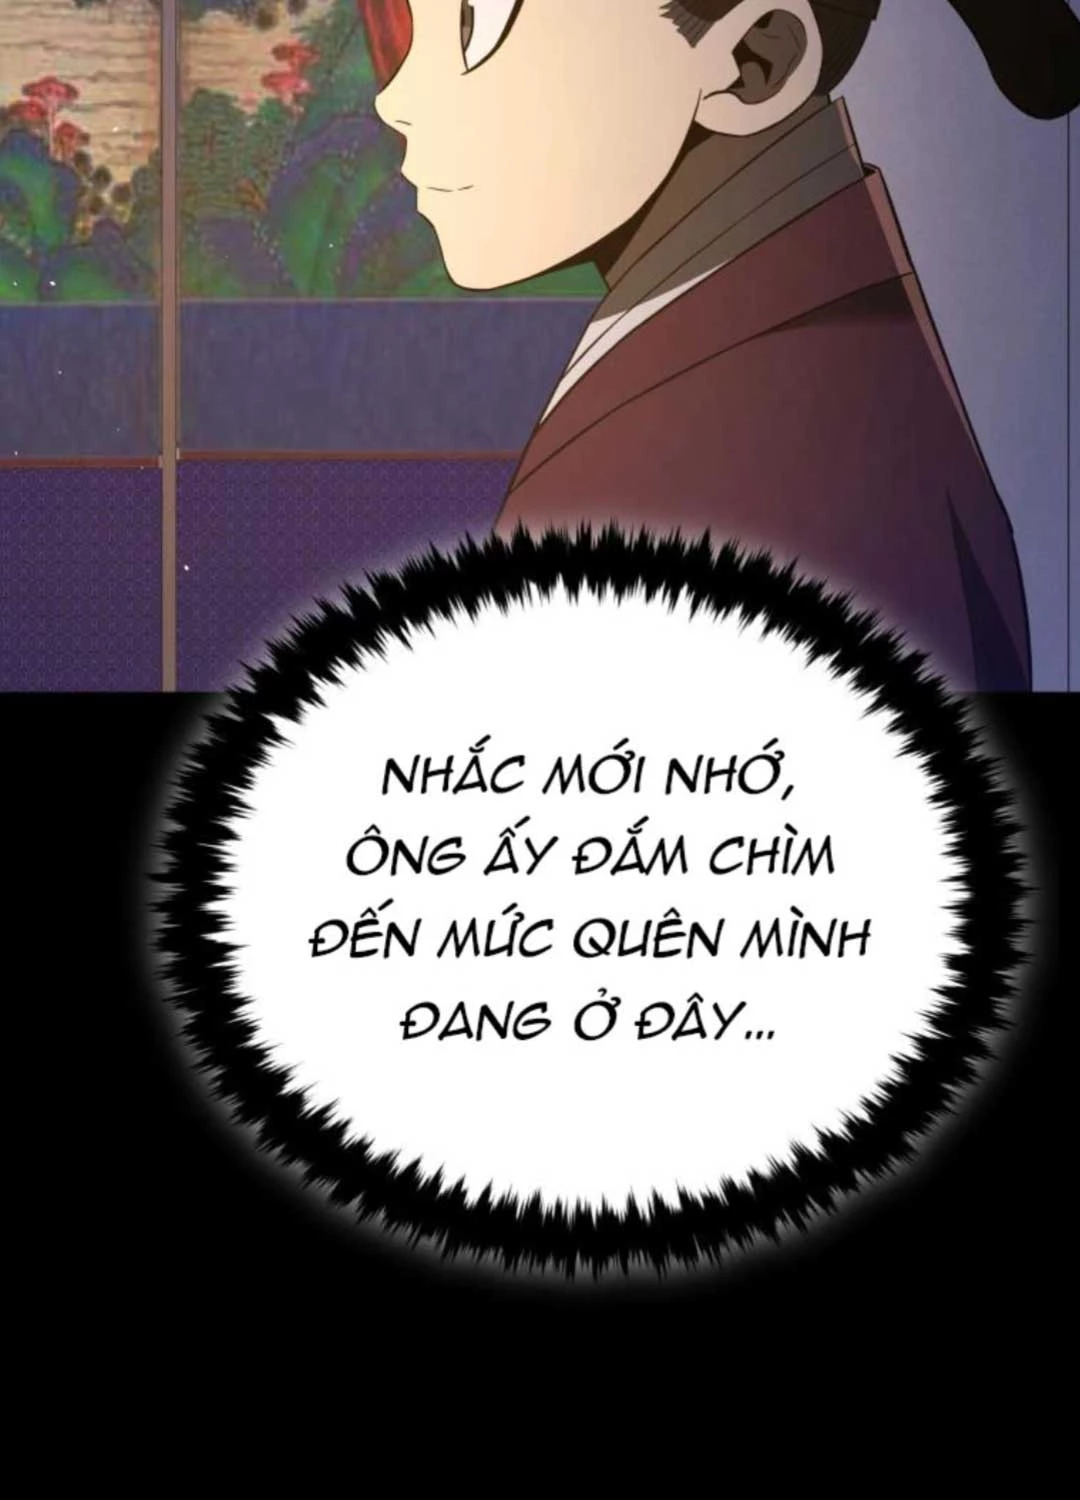 NHẮC MỚI NHỚ,
ÔNG ẤY ĐẮM CHÌM
ĐẾN MỨC QUÊN MÌNH
ĐANG Ở ĐÂY...